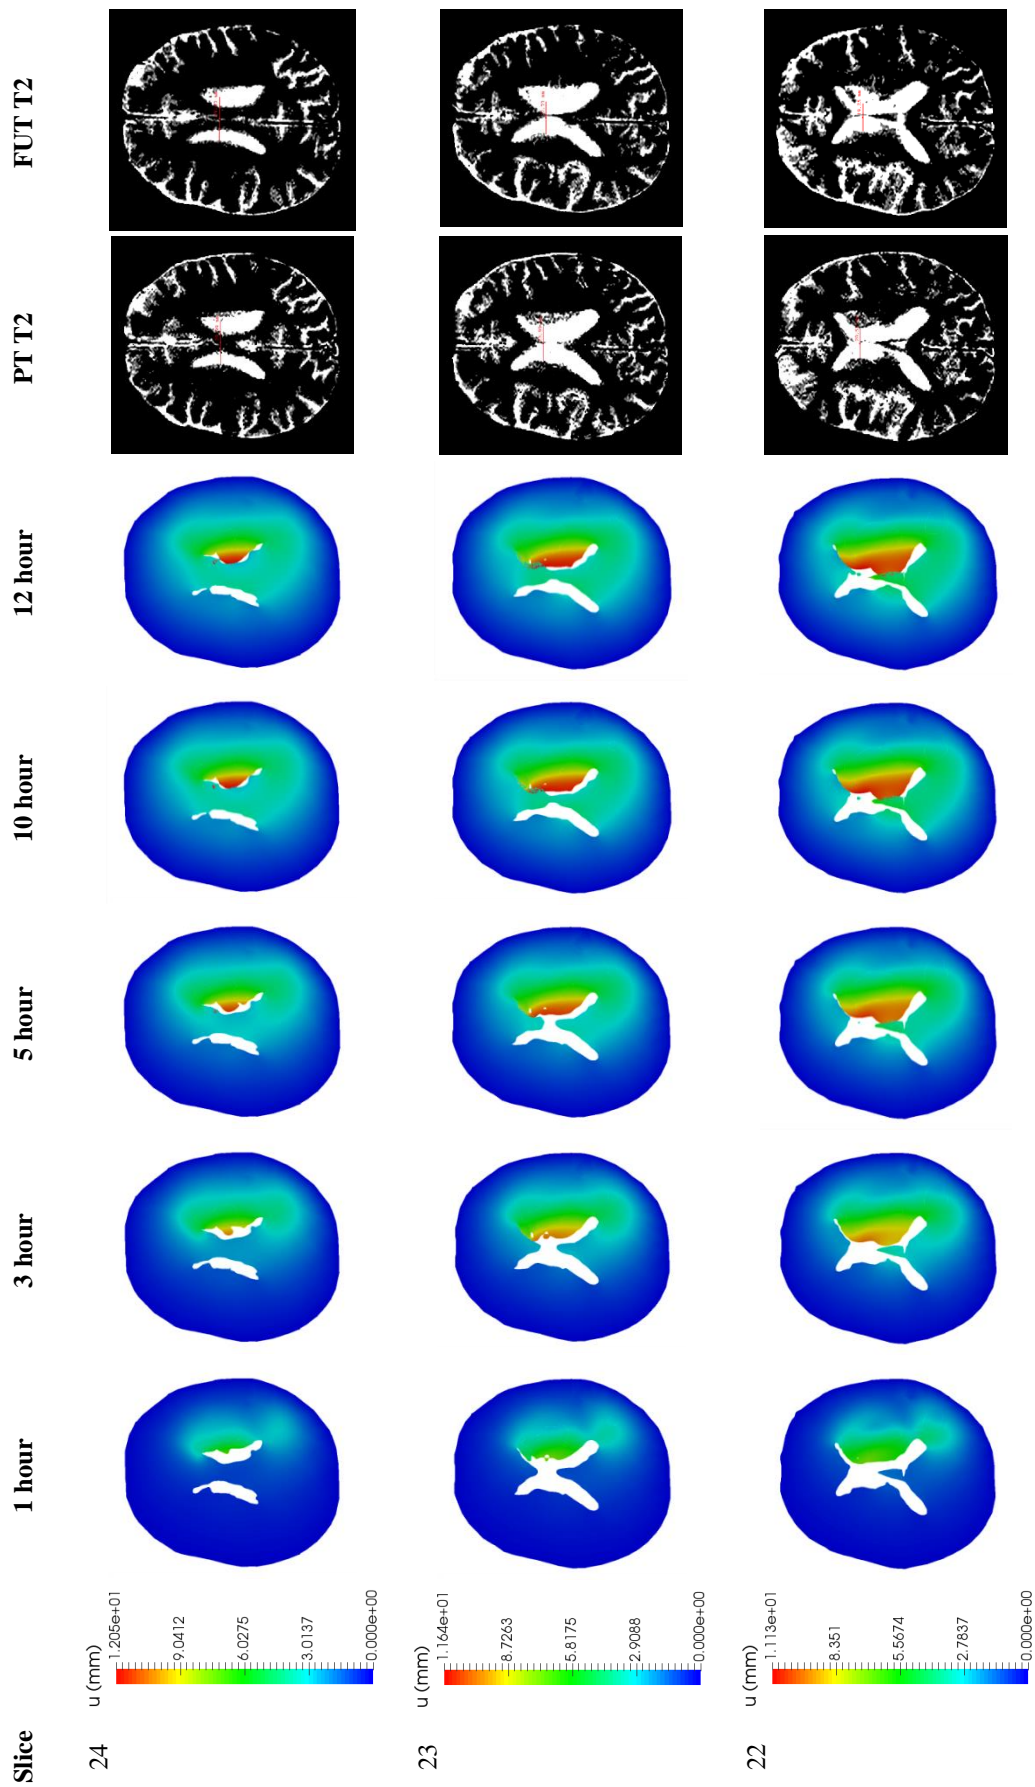 Slice 1 hour 3 hour 5 hour 10 hour 12 hour PT T2 FUT T2
24
u (mm)
1.205e+01
9.0412
6.0275
3.0137
0.000e+00
23
u (mm)
1.164e+01
8.7263
5.8175
2.9088
0.000e+00
22
u (mm)
1.113e+01
8.351
5.5674
2.7837
0.000e+00